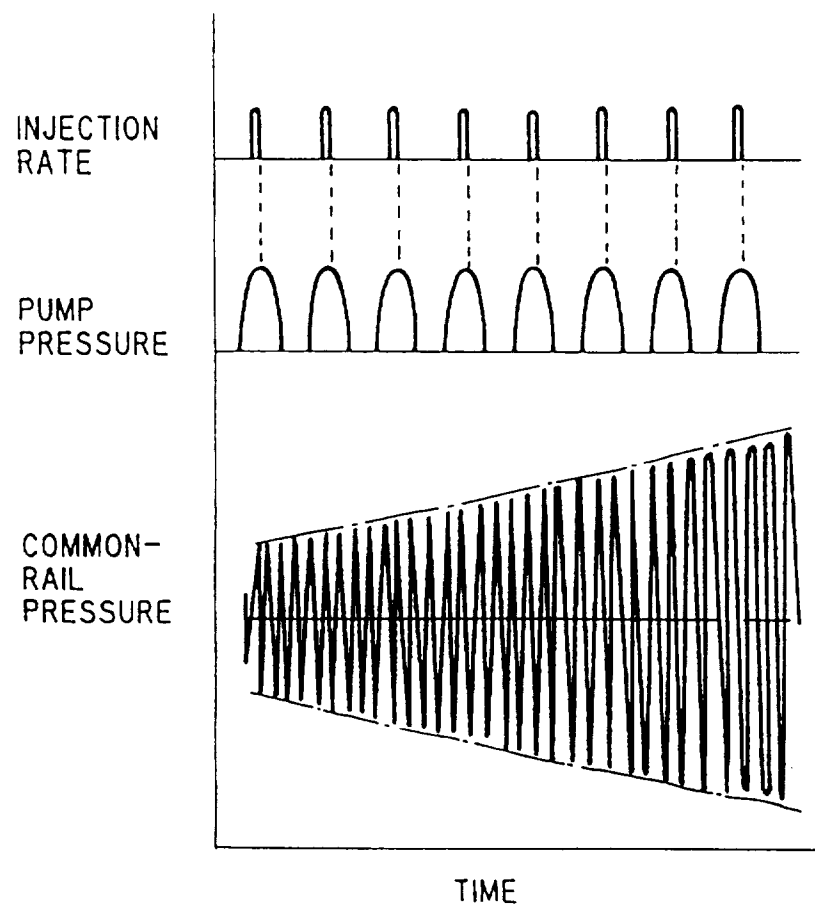 INJECTION
RATE
PUMP
PRESSURE
COMMON-
RAIL
PRESSURE
TIME